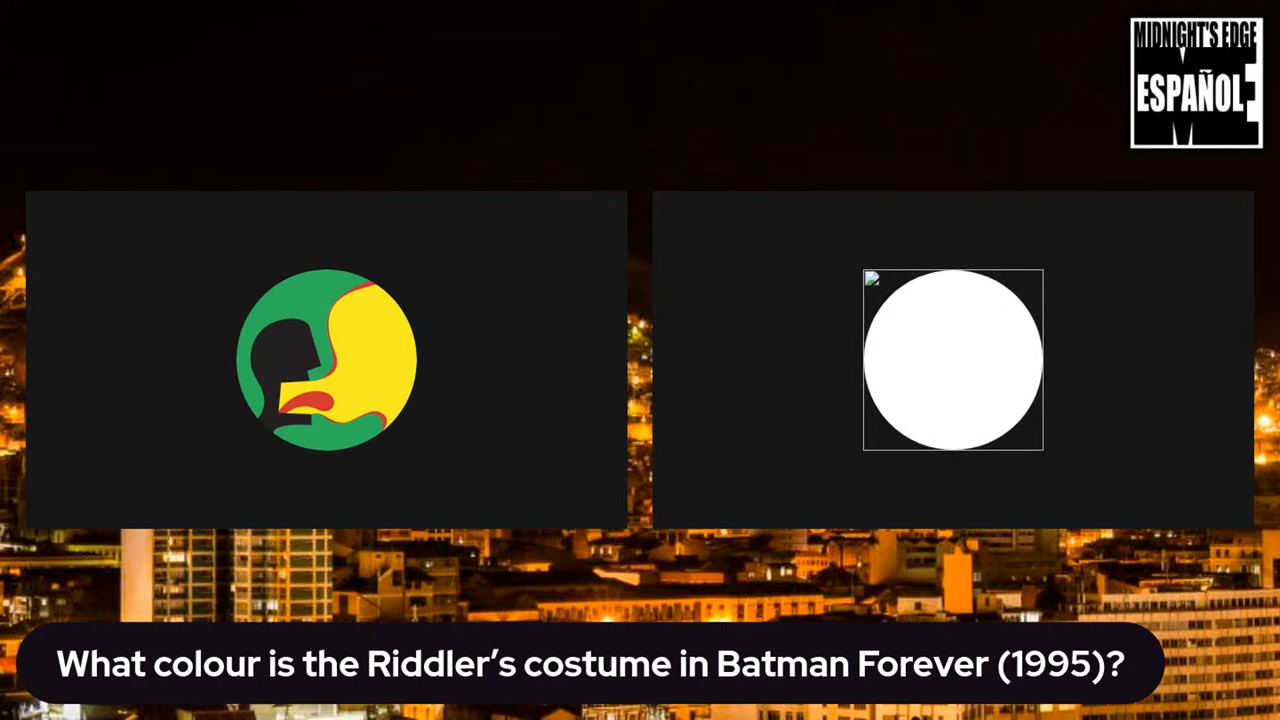 MIDNIGHT'S EDGE
ESPAÑOL
What colour is the Riddler’s costume in Batman Forever (1995)?